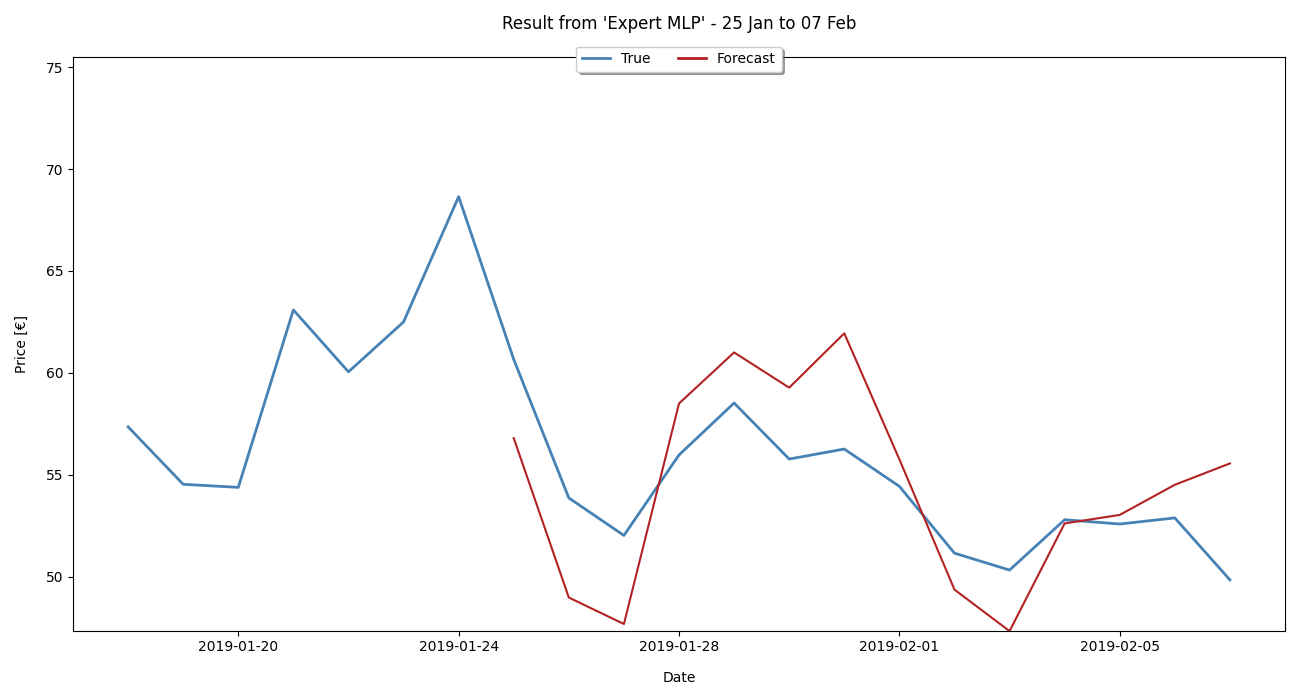 Result from 'Expert MLP' - 25 Jan to 07 Feb
True Forecast
75
70
65
60
55
50
Price [€]
2019-01-20 2019-01-24 2019-01-28 2019-02-01 2019-02-05
Date